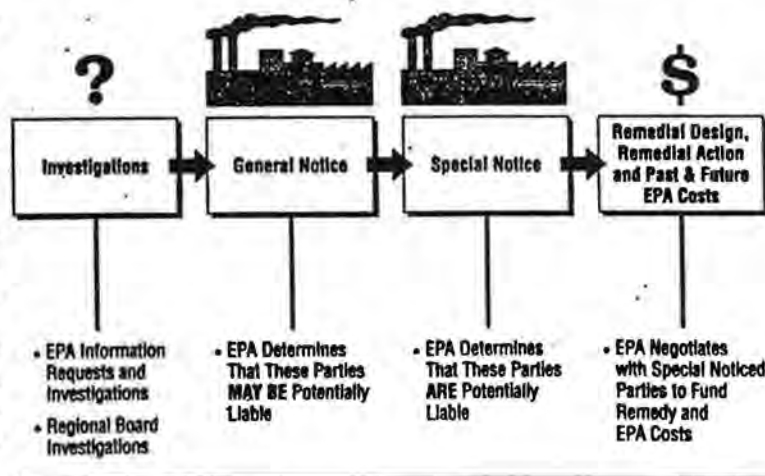 ?
$
Investigations
General Notice
Special Notice
Remedial Design,
Remedial Action
and Past & Future
EPA Costs
• EPA Information
Requests and
Investigations
• Regional Board
Investigations
• EPA Determines
That These Parties
MAY BE Potentially
Liable
• EPA Determines
That These Parties
ARE Potentially
Liable
• EPA Negotiates
with Special Noticed
Parties to Fund
Remedy and
EPA Costs